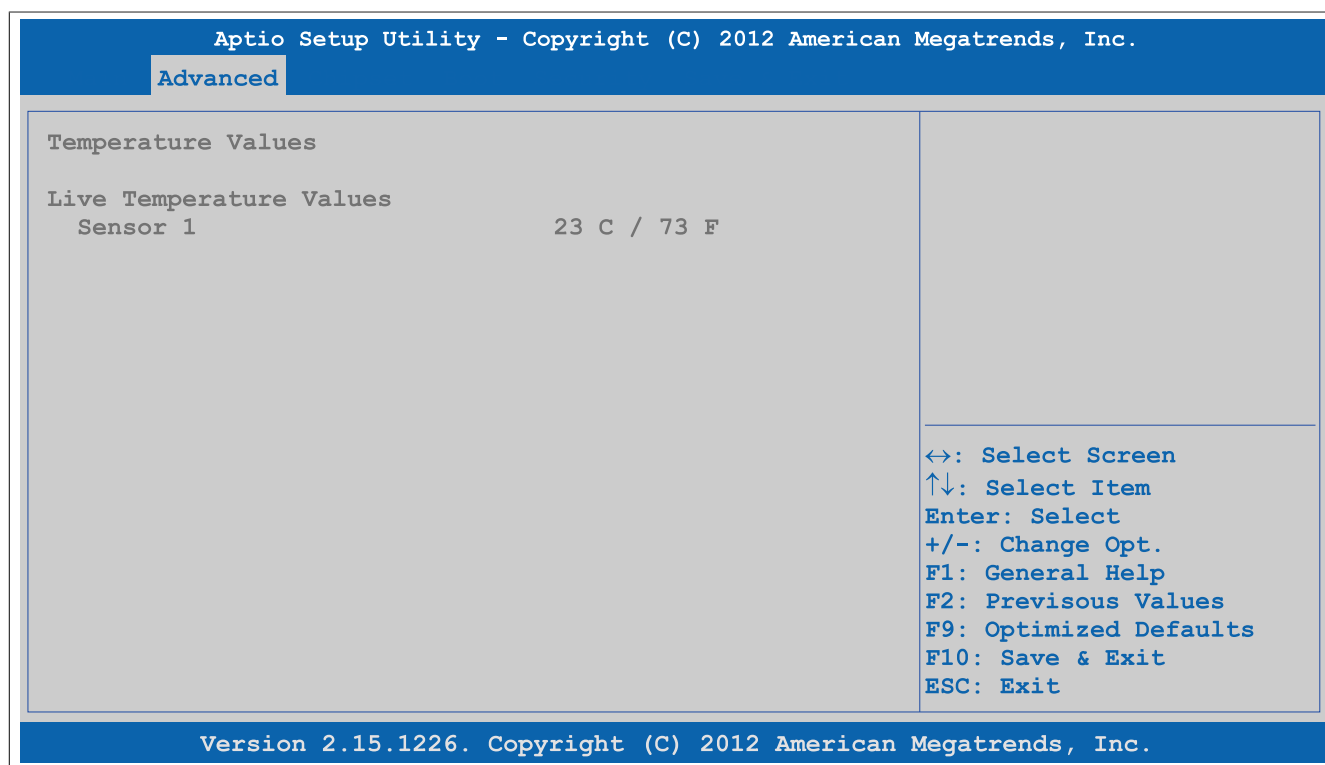 Aptio Setup Utility - Copyright (C) 2012 American Megatrends, Inc.
Advanced
Temperature Values
Live Temperature Values
Sensor 1 23 C / 73 F
↔: Select Screen
↑↓: Select Item
Enter: Select
+/-: Change Opt.
F1: General Help
F2: Previsous Values
F9: Optimized Defaults
F10: Save & Exit
ESC: Exit
Version 2.15.1226. Copyright (C) 2012 American Megatrends, Inc.